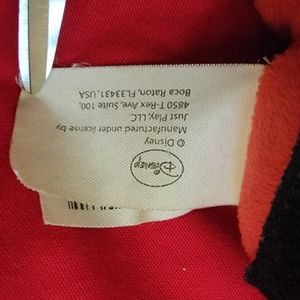 Disney
© Disney
Manufactured under license by
Just Play, LLC
4850 T-Rex Ave, Suite 100,
Boca Raton, FL33431, USA